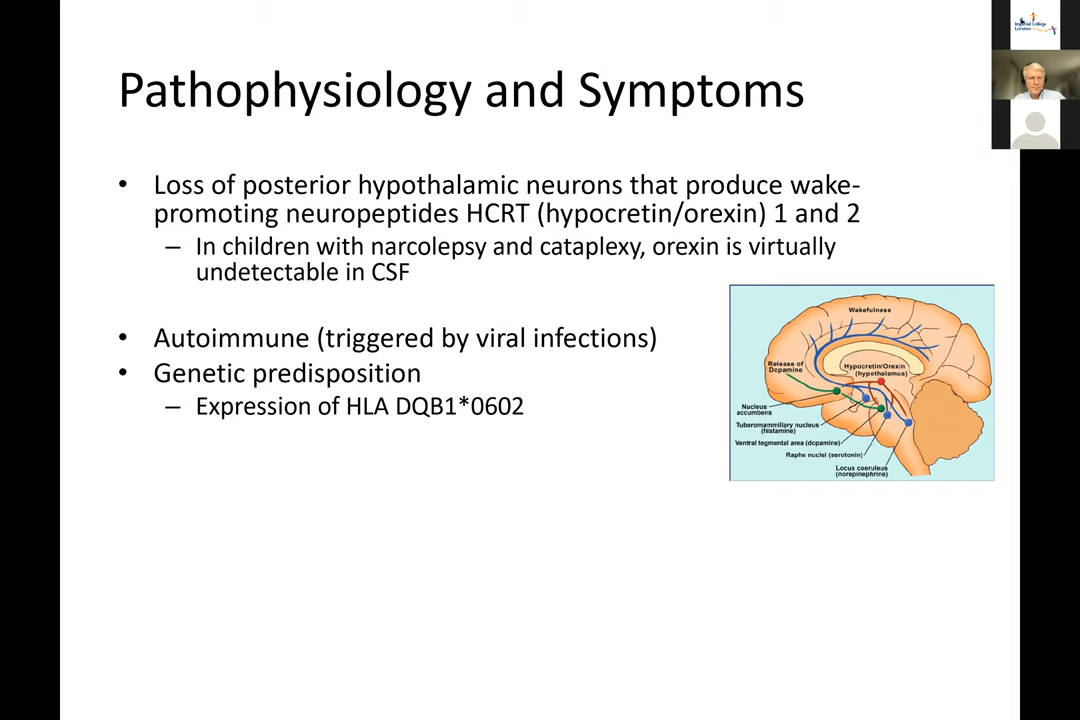 Imperial College
London
Pathophysiology and Symptoms
• Loss of posterior hypothalamic neurons that produce wake-
promoting neuropeptides HCRT (hypocretin/orexin) 1 and 2
– In children with narcolepsy and cataplexy, orexin is virtually
undetectable in CSF
• Autoimmune (triggered by viral infections)
• Genetic predisposition
– Expression of HLA DQB1*0602
Wakefulness
Release of
Dopamine
Hypocretin/Orexin
(hypothalamus)
Nucleus
accumbens
Tuberomammillary nucleus
(histamine)
Ventral tegmental area (dopamine)
Raphe nuclei (serotonin)
Locus coeruleus
(norepinephrine)